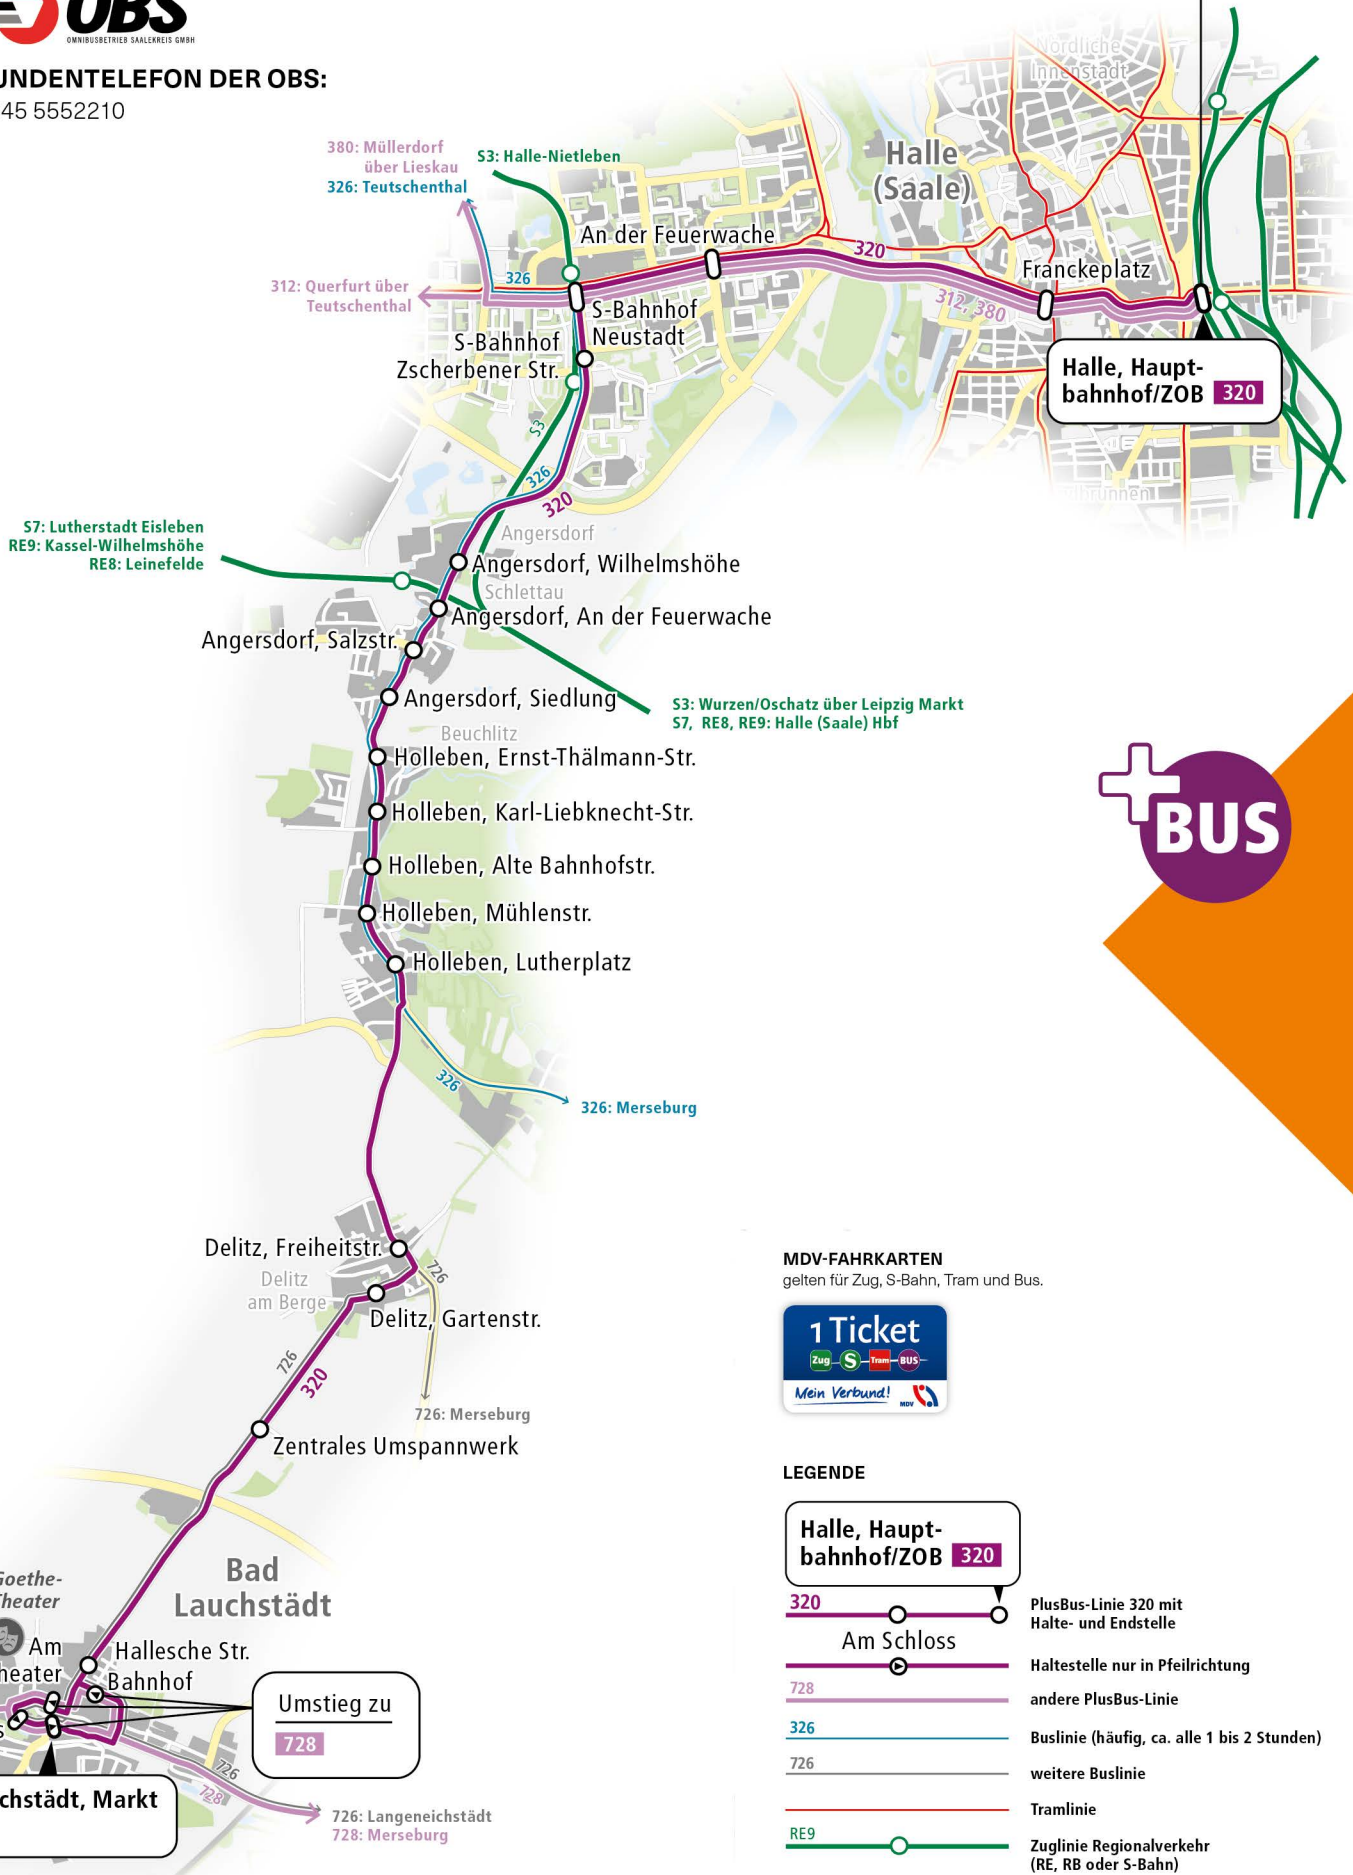 OBS
OMNIBUSBETRIEB SAALEKREIS GMBH
UNDENTELEFON DER OBS:
45 5552210
Nördliche
Innenstadt
380: Müllerdorf
über Lieskau
326: Teutschenthal
S3: Halle-Nietleben
Halle
(Saale)
An der Feuerwache
320
Franckeplatz
326
312: Querfurt über
Teutschenthal
312, 380
S-Bahnhof
Neustadt
S-Bahnhof
Zscherbener Str.
Halle, Haupt-
bahnhof/ZOB 320
S3
326
320
S7: Lutherstadt Eisleben
RE9: Kassel-Wilhelmshöhe
RE8: Leinefelde
Angersdorf
Angersdorf, Wilhelmshöhe
Schlettau
Angersdorf, An der Feuerwache
Angersdorf, Salzstr.
Angersdorf, Siedlung
S3: Wurzen/Oschatz über Leipzig Markt
S7, RE8, RE9: Halle (Saale) Hbf
Beuchlitz
Holleben, Ernst-Thälmann-Str.
Holleben, Karl-Liebknecht-Str.
BUS
Holleben, Alte Bahnhofstr.
Holleben, Mühlenstr.
Holleben, Lutherplatz
326
326: Merseburg
Delitz, Freiheitstr.
726
Delitz
am Berge
Delitz, Gartenstr.
726
320
726: Merseburg
Zentrales Umspannwerk
MDV-FAHRKARTEN
gelten für Zug, S-Bahn, Tram und Bus.
1 Ticket
Zug S Tram BUS
Mein Verbund! MDV
Bad
Lauchstädt
Goethe-
Theater
Am
heater
Hallesche Str.
Bahnhof
s
Umstieg zu
728
726
728
chstädt, Markt
726: Langeneichstädt
728: Merseburg
LEGENDE
Halle, Haupt-
bahnhof/ZOB 320
320
PlusBus-Linie 320 mit
Halte- und Endstelle
Am Schloss
Haltestelle nur in Pfeilrichtung
728
andere PlusBus-Linie
326
Buslinie (häufig, ca. alle 1 bis 2 Stunden)
726
weitere Buslinie
Tramlinie
RE9
Zuglinie Regionalverkehr
(RE, RB oder S-Bahn)